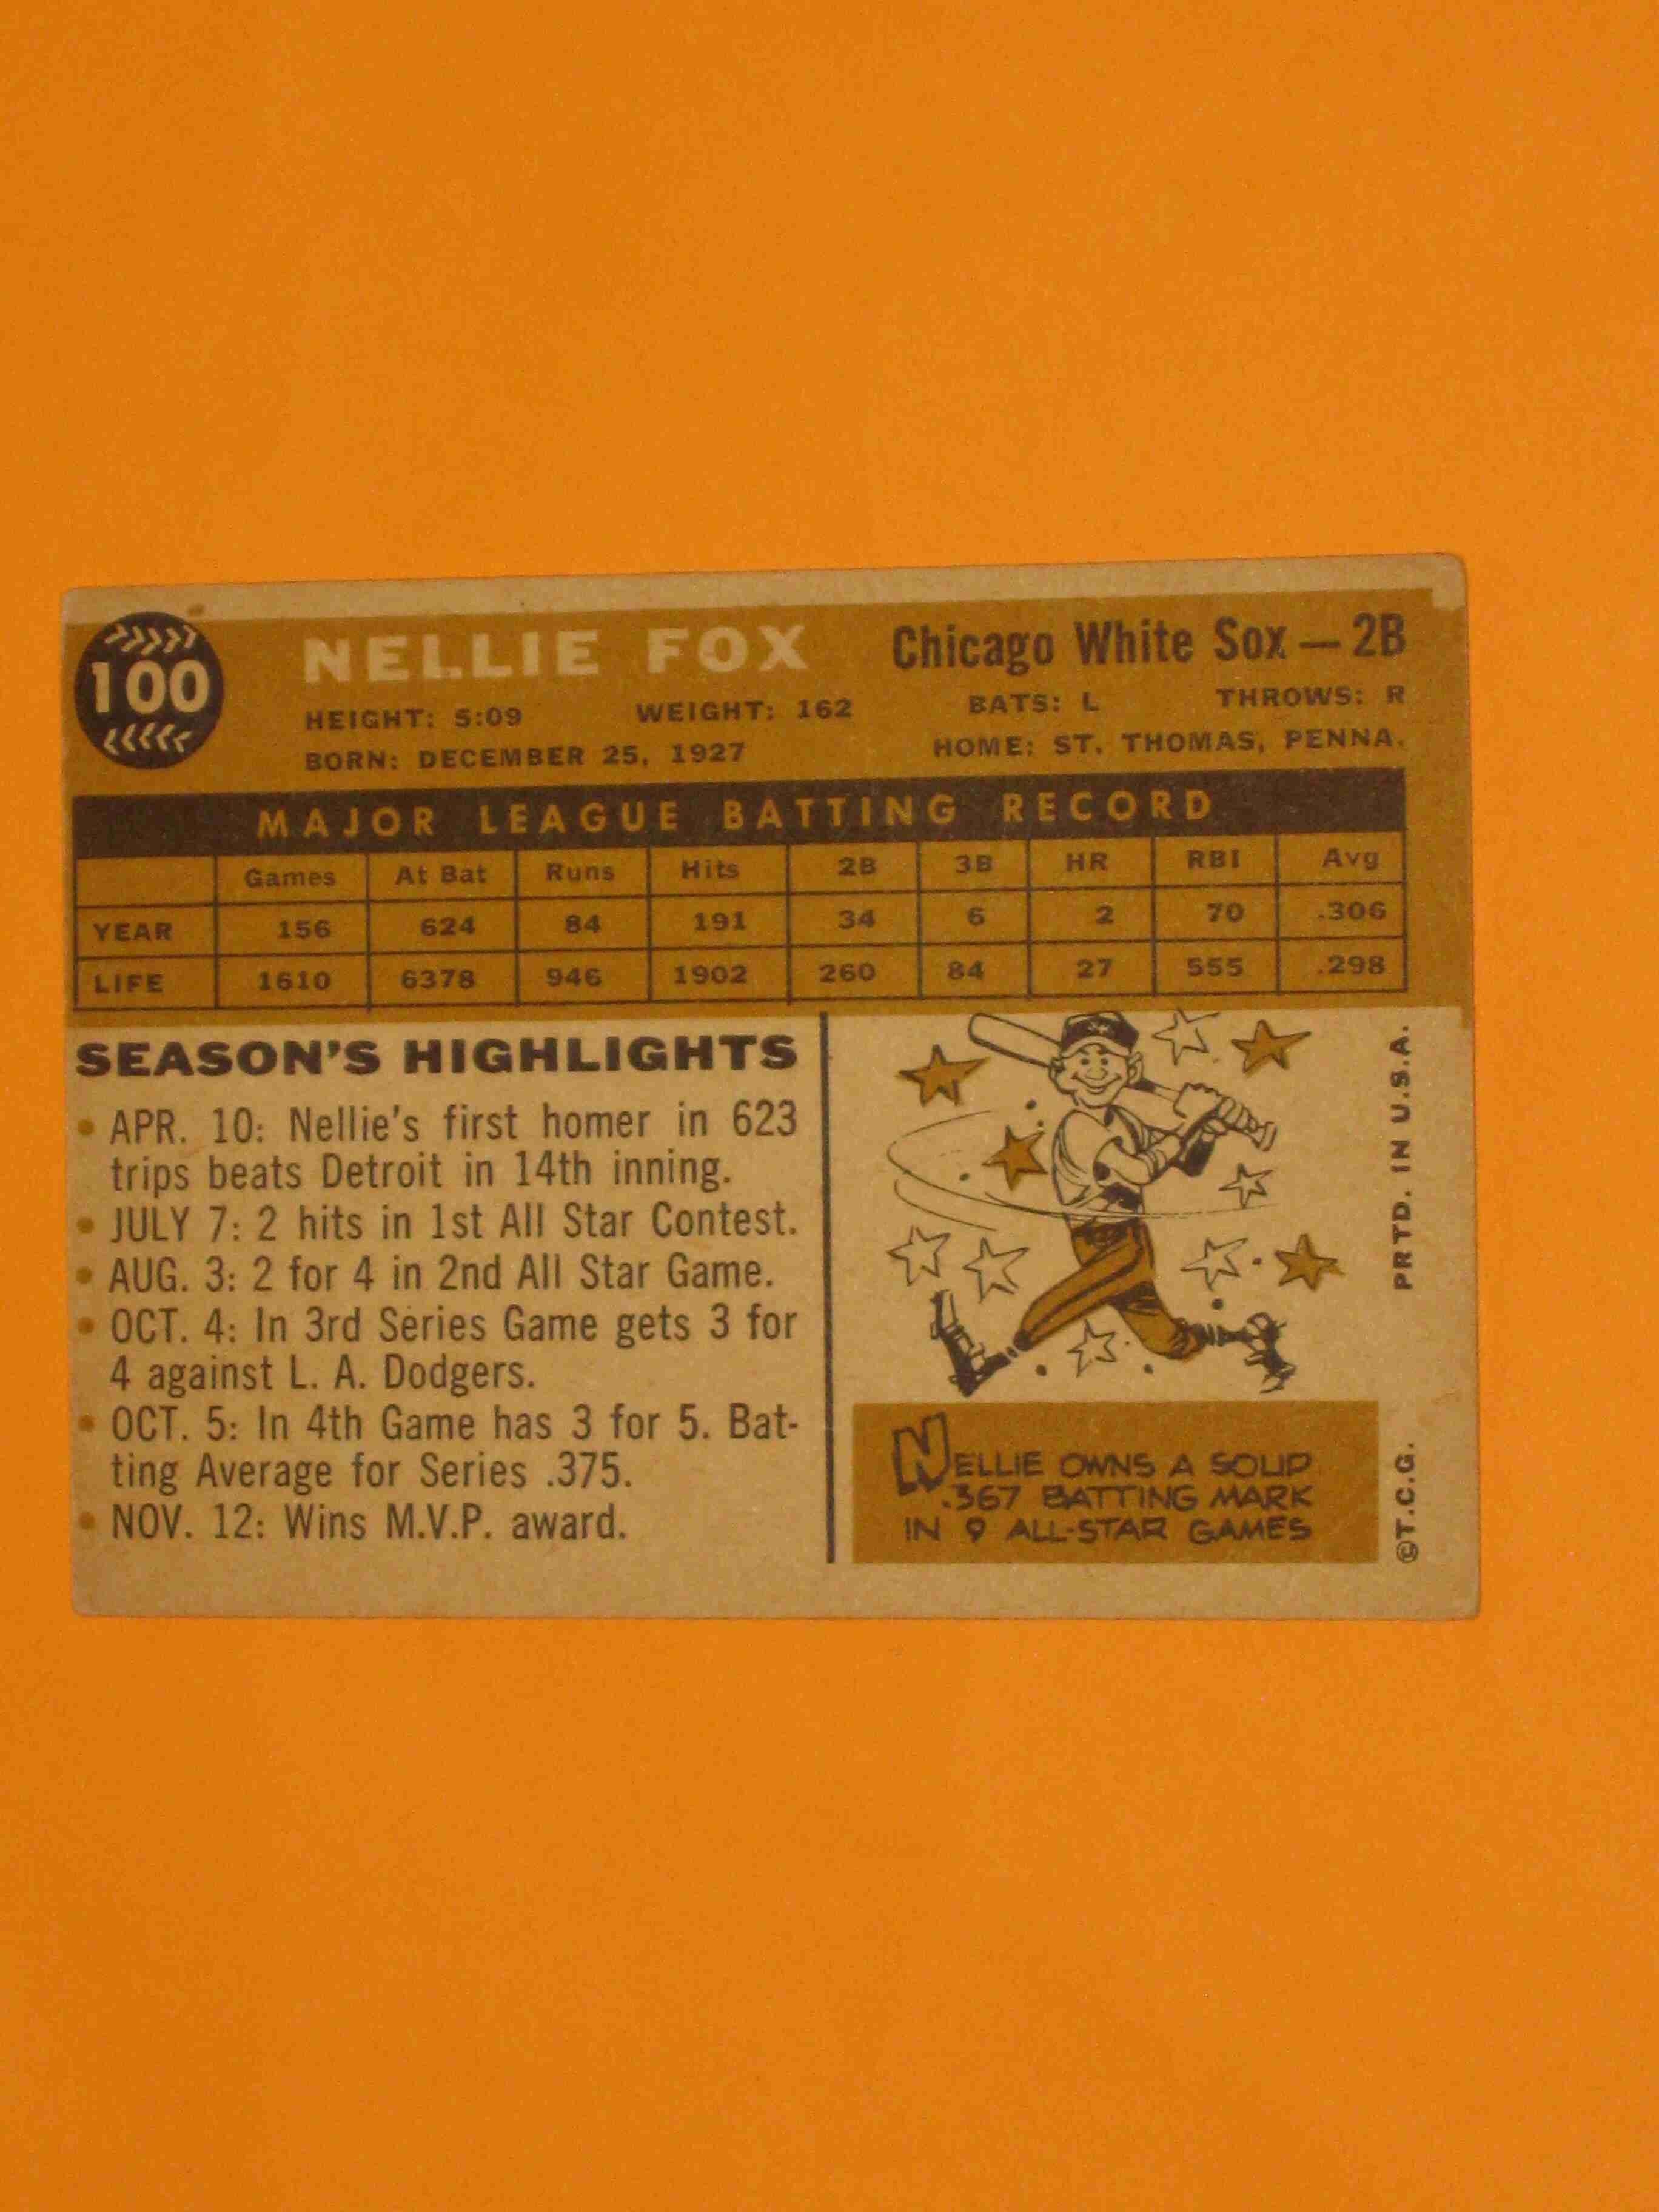 100
NELLIE FOX
Chicago White Sox — 2B
HEIGHT: 5:09 WEIGHT: 162 BATS: L THROWS: R
BORN: DECEMBER 25, 1927 HOME: ST. THOMAS, PENNA.
MAJOR LEAGUE BATTING RECORD
Games At Bat Runs Hits 2B 3B HR RBI Avg
YEAR 156 624 84 191 34 6 2 70 .306
LIFE 1610 6378 946 1902 260 84 27 555 .298
SEASON'S HIGHLIGHTS
• APR. 10: Nellie's first homer in 623
trips beats Detroit in 14th inning.
• JULY 7: 2 hits in 1st All Star Contest.
• AUG. 3: 2 for 4 in 2nd All Star Game.
• OCT. 4: In 3rd Series Game gets 3 for
4 against L. A. Dodgers.
• OCT. 5: In 4th Game has 3 for 5. Bat-
ting Average for Series .375.
• NOV. 12: Wins M.V.P. award.
NELLIE OWNS A SOLID
.367 BATTING MARK
IN 9 ALL-STAR GAMES
©T.C.G. PRTD. IN U.S.A.